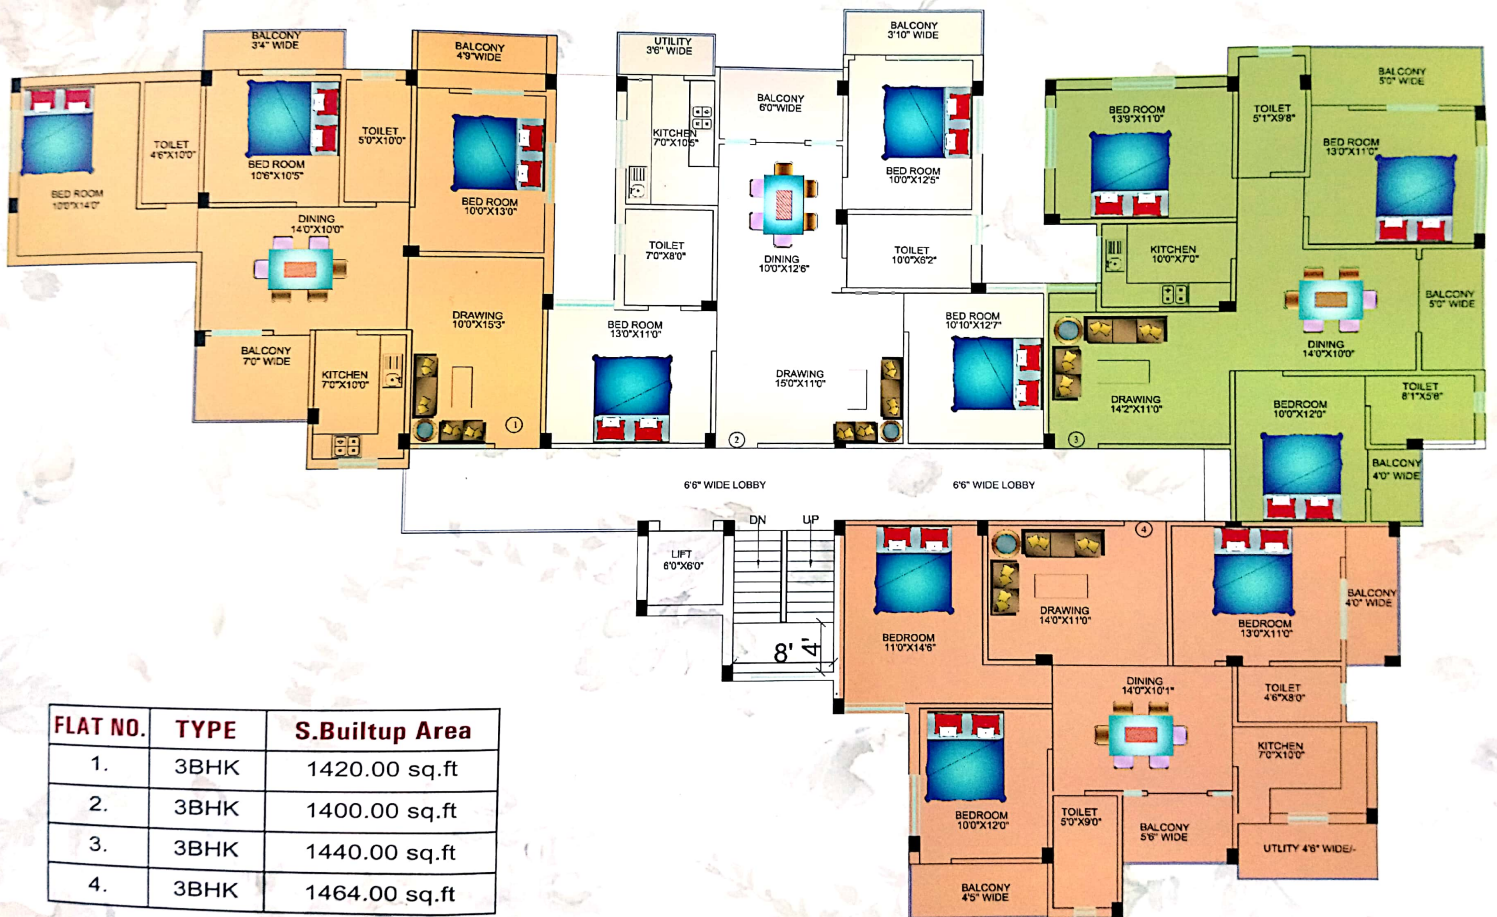 BALCONY
3'4" WIDE
BALCONY
4'9"WIDE
BED ROOM
10'0"X14'0"
TOILET
4'6"X10'0"
BED ROOM
10'6"X10'5"
TOILET
5'0"X10'0"
BED ROOM
10'0"X13'0"
DINING
14'0"X10'0"
DRAWING
10'0"X15'3"
BALCONY
7'0" WIDE
KITCHEN
7'0"X10'0"
1
UTILITY
3'6" WIDE
BALCONY
6'0"WIDE
BALCONY
3'10" WIDE
KITCHEN
7'0"X10'5"
BED ROOM
10'0"X12'5"
TOILET
7'0"X8'0"
DINING
10'0"X12'6"
TOILET
10'0"X6'2"
BED ROOM
13'0"X11'0"
DRAWING
15'0"X11'0"
BED ROOM
10'10"X12'7"
2
BED ROOM
13'9"X11'0"
TOILET
5'1"X9'8"
BALCONY
5'0" WIDE
BED ROOM
13'0"X11'0"
KITCHEN
10'0"X7'0"
BALCONY
5'0" WIDE
DINING
14'0"X10'0"
DRAWING
14'2"X11'0"
BEDROOM
10'0"X12'0"
TOILET
8'1"X5'8"
BALCONY
4'0" WIDE
3
6'6" WIDE LOBBY
6'6" WIDE LOBBY
DN
UP
LIFT
6'0"X6'0"
8'
4'
4
BEDROOM
11'0"X14'6"
DRAWING
14'0"X11'0"
BEDROOM
13'0"X11'0"
BALCONY
4'0" WIDE
DINING
14'0"X10'1"
TOILET
4'6"X8'0"
KITCHEN
7'0"X10'0"
BEDROOM
10'0"X12'0"
TOILET
5'0"X9'0"
BALCONY
5'6" WIDE
UTLITY 4'6" WIDE/-
BALCONY
4'5" WIDE
FLAT NO. TYPE S.Builtup Area
1. 3BHK 1420.00 sq.ft
2. 3BHK 1400.00 sq.ft
3. 3BHK 1440.00 sq.ft
4. 3BHK 1464.00 sq.ft